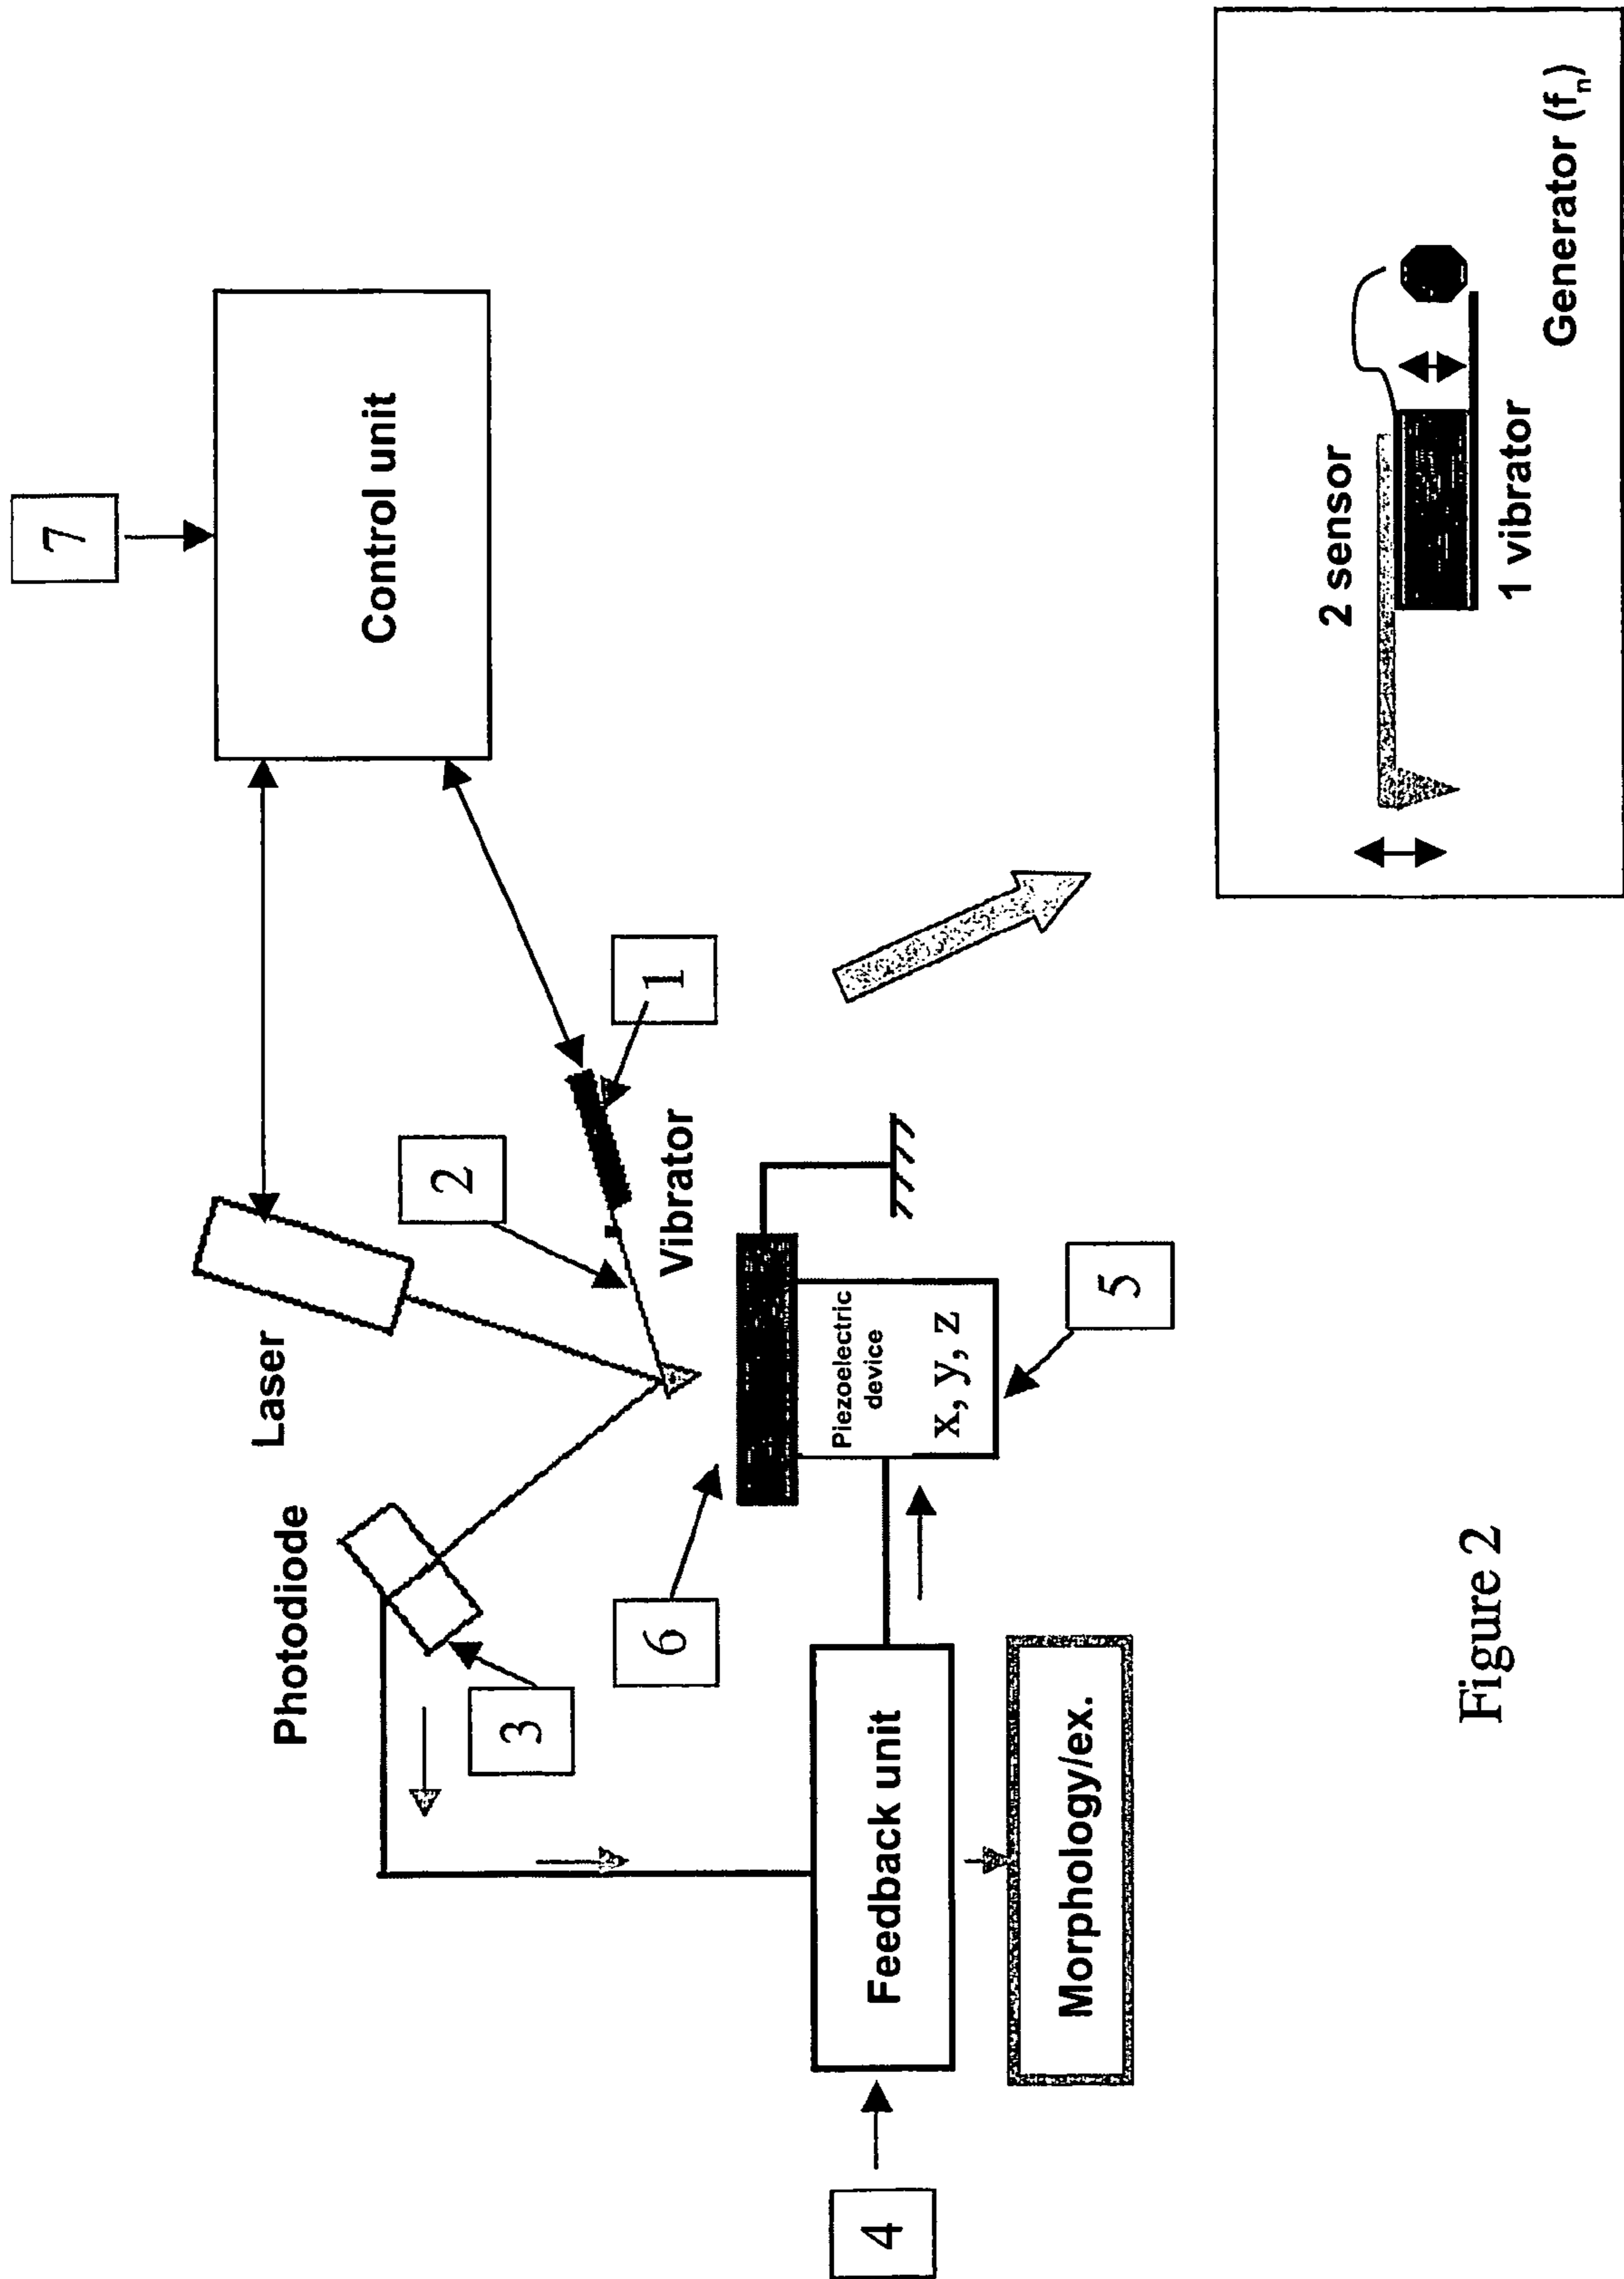 7
Control unit
Laser
Photodiode
2
1
Vibrator
3
6
Piezoelectric
device
x, y, z
5
4
Feedback unit
Morphology/ex.
2 sensor
1 vibrator
Generator (fn)
Figure 2